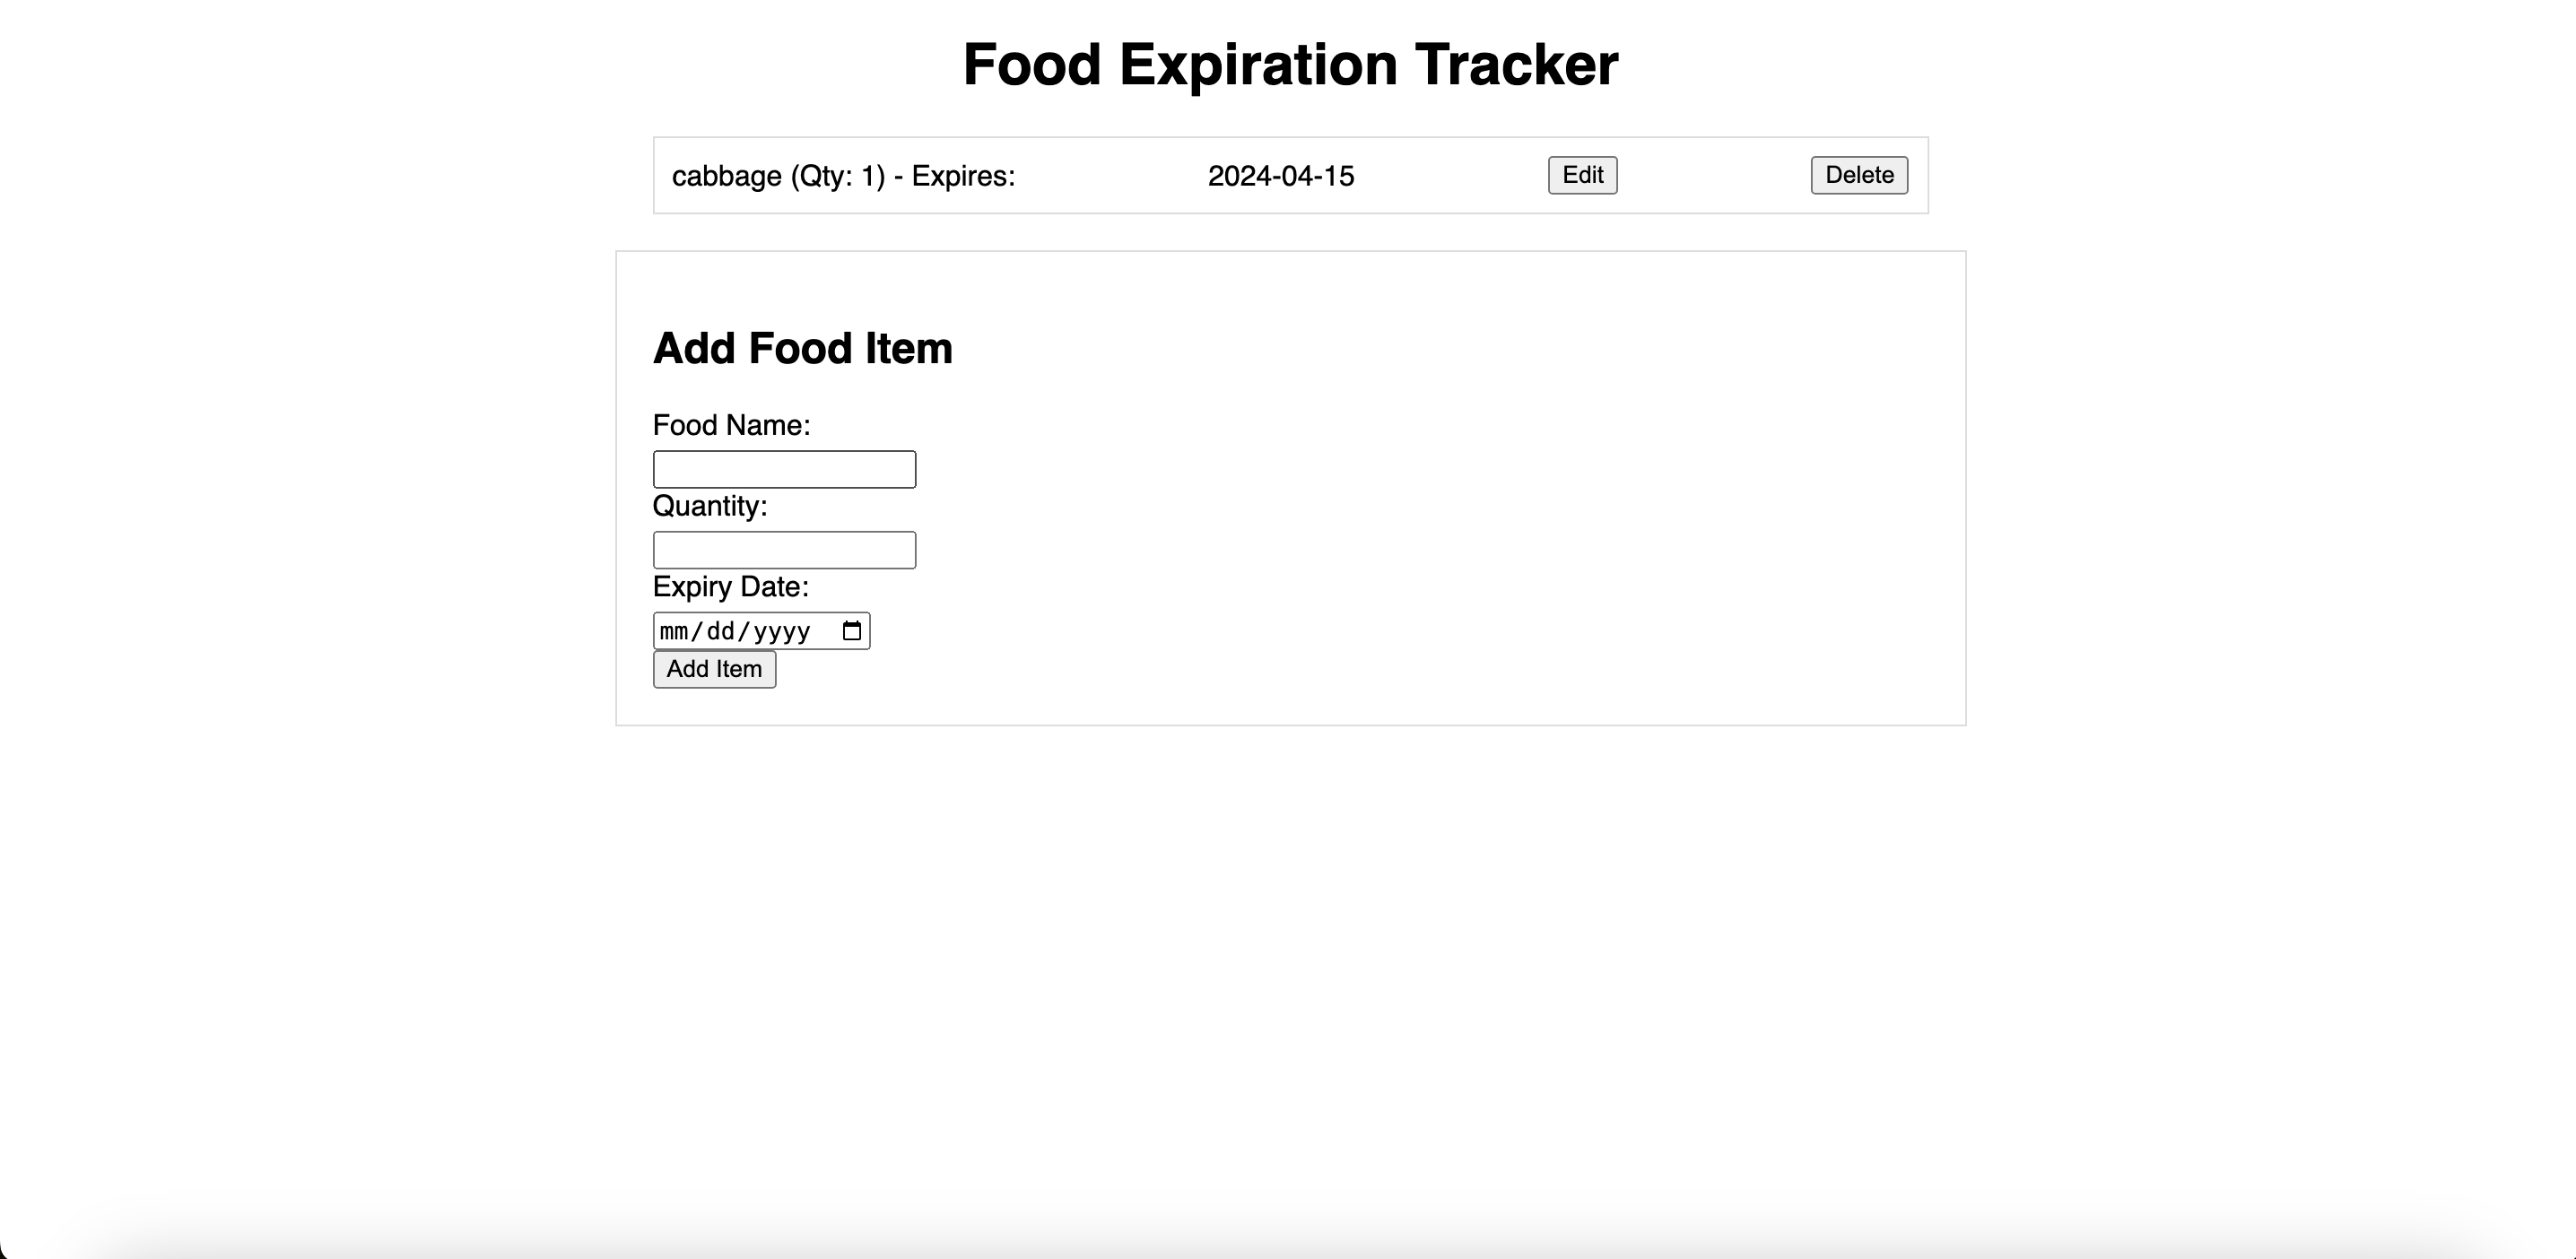 Food Expiration Tracker
cabbage (Qty: 1) - Expires: 2024-04-15 Edit Delete
Add Food Item
Food Name:
Quantity:
Expiry Date:
mm/dd/yyyy
Add Item